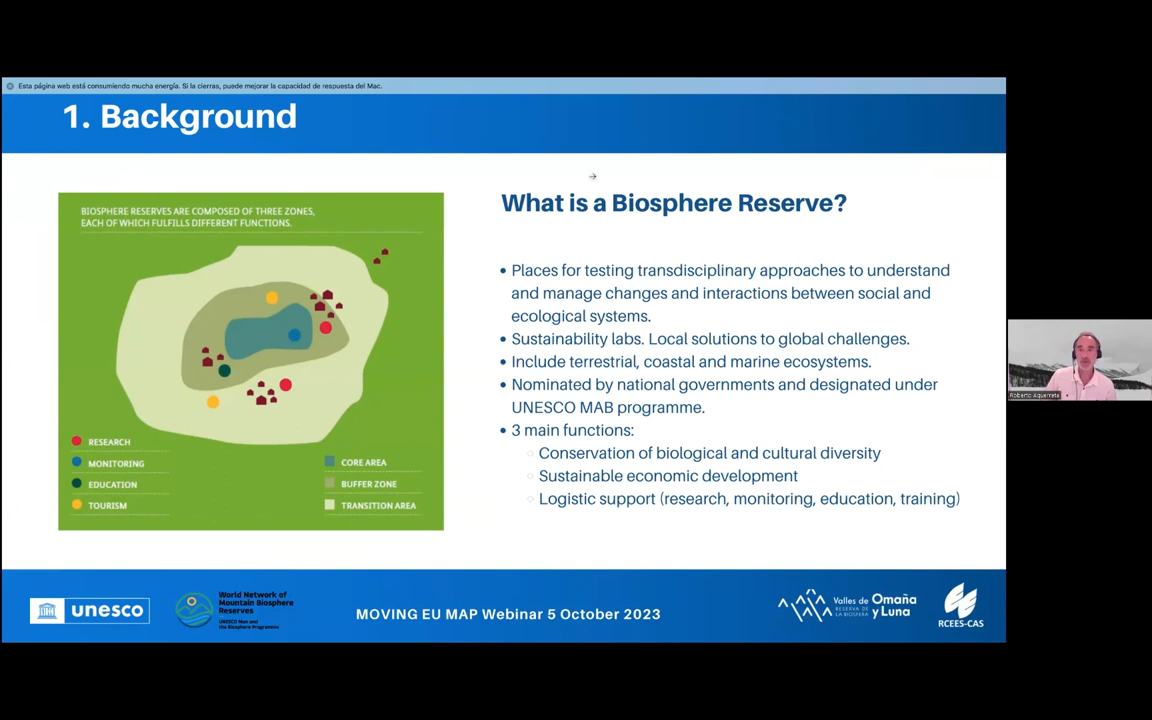 Esta página web está consumiendo mucha energía. Si la cierras, puede mejorar la capacidad de respuesta del Mac.
1. Background
BIOSPHERE RESERVES ARE COMPOSED OF THREE ZONES,
EACH OF WHICH FULFILLS DIFFERENT FUNCTIONS.
RESEARCH
MONITORING
EDUCATION
TOURISM
CORE AREA
BUFFER ZONE
TRANSITION AREA
What is a Biosphere Reserve?
• Places for testing transdisciplinary approaches to understand
and manage changes and interactions between social and
ecological systems.
• Sustainability labs. Local solutions to global challenges.
• Include terrestrial, coastal and marine ecosystems.
• Nominated by national governments and designated under
UNESCO MAB programme.
• 3 main functions:
○ Conservation of biological and cultural diversity
○ Sustainable economic development
○ Logistic support (research, monitoring, education, training)
Roberto Aquerreta
unesco
World Network of
Mountain Biosphere
Reserves
UNESCO Man and
the Biosphere Programme
MOVING EU MAP Webinar 5 October 2023
Valles de Omaña
RESERVA DE
LA BIOSFERA
y Luna
RCEES-CAS